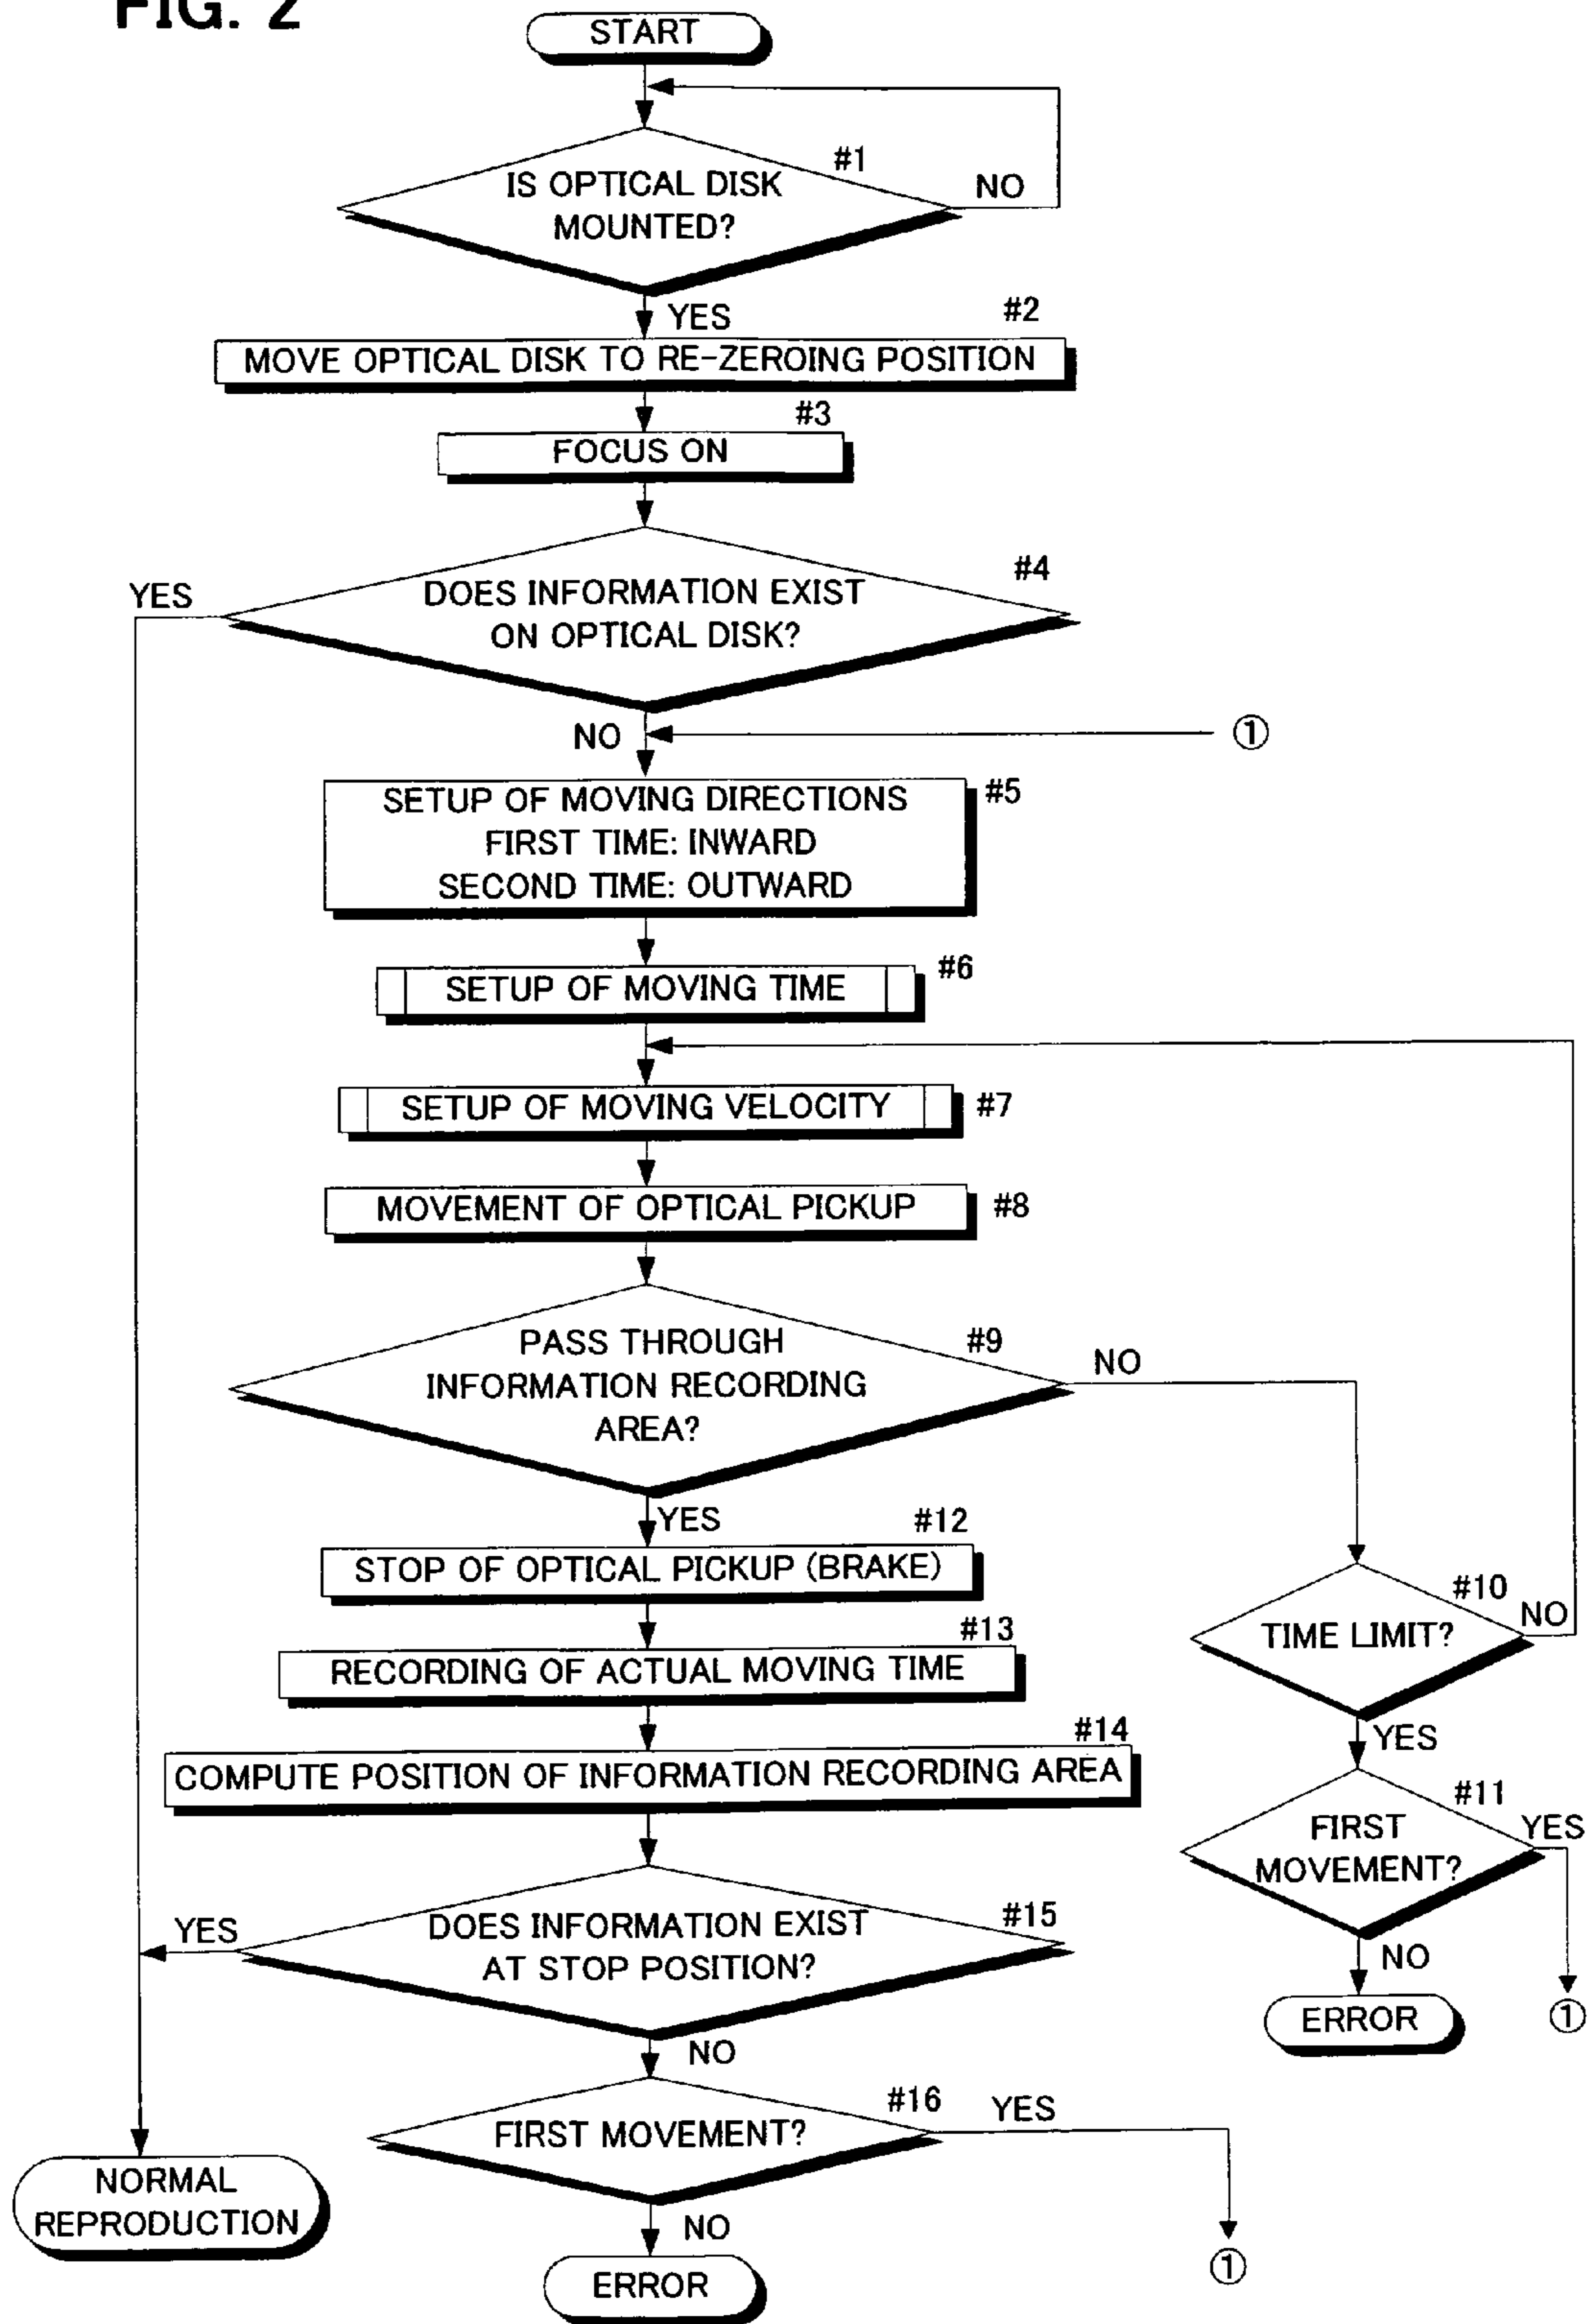 FIG. 2
START
#1
IS OPTICAL DISK
MOUNTED?
NO
YES
#2
MOVE OPTICAL DISK TO RE-ZEROING POSITION
#3
FOCUS ON
#4
YES
DOES INFORMATION EXIST
ON OPTICAL DISK?
NO
①
SETUP OF MOVING DIRECTIONS
#5
FIRST TIME: INWARD
SECOND TIME: OUTWARD
#6
SETUP OF MOVING TIME
SETUP OF MOVING VELOCITY
#7
MOVEMENT OF OPTICAL PICKUP
#8
PASS THROUGH
#9
INFORMATION RECORDING
AREA?
NO
YES
#12
STOP OF OPTICAL PICKUP (BRAKE)
#10
TIME LIMIT?
NO
#13
RECORDING OF ACTUAL MOVING TIME
YES
#14
COMPUTE POSITION OF INFORMATION RECORDING AREA
#11
FIRST
MOVEMENT?
YES
#15
YES
DOES INFORMATION EXIST
AT STOP POSITION?
NO
ERROR
①
NO
#16
FIRST MOVEMENT?
YES
NORMAL
REPRODUCTION
NO
①
ERROR